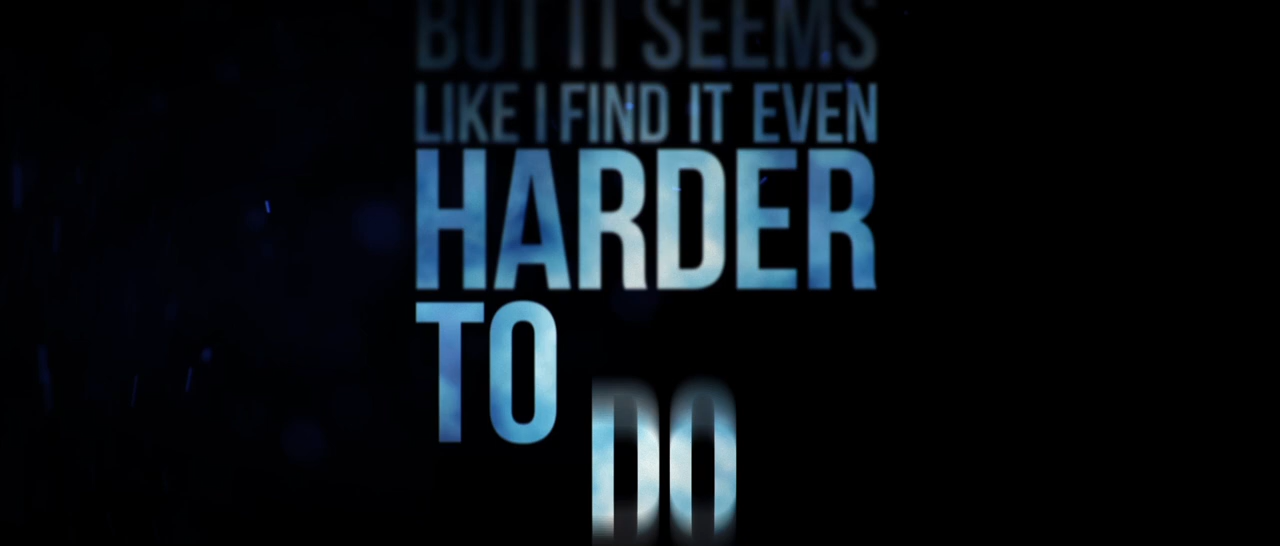 BUT IT SEEMS
LIKE I FIND IT EVEN
HARDER
TO DO